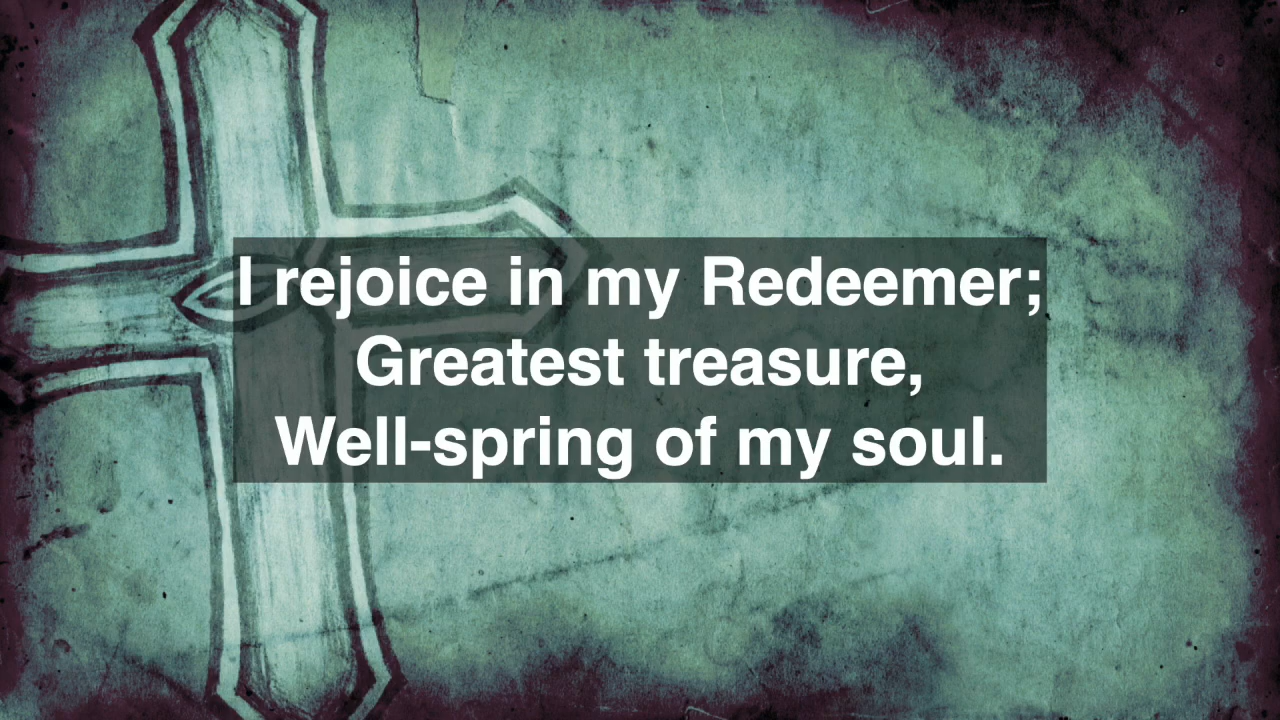 I rejoice in my Redeemer;
Greatest treasure,
Well-spring of my soul.